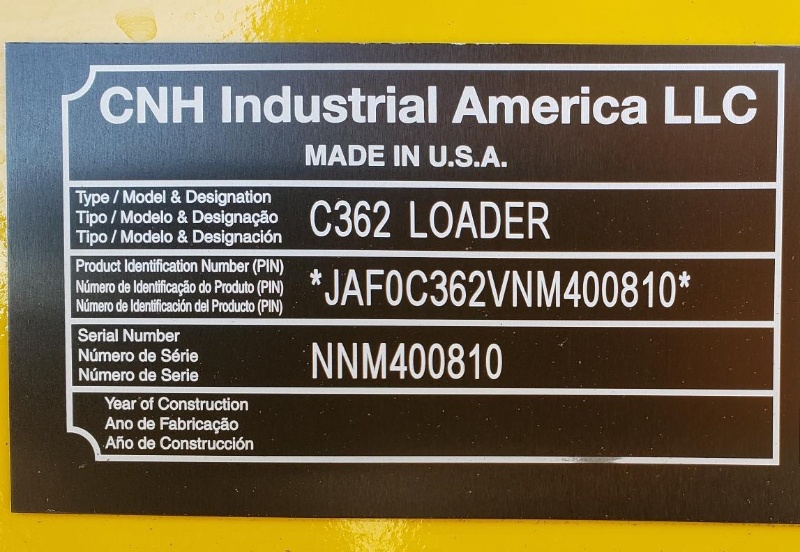 CNH Industrial America LLC
MADE IN U.S.A.
Type / Model & Designation
Tipo / Modelo & Designação
Tipo / Modelo & Designación
C362 LOADER
Product Identification Number (PIN)
Número de Identificação do Produto (PIN)
Número de Identificación del Producto (PIN)
*JAF0C362VNM400810*
Serial Number
Número de Série
Número de Serie
NNM400810
Year of Construction
Ano de Fabricação
Año de Construcción